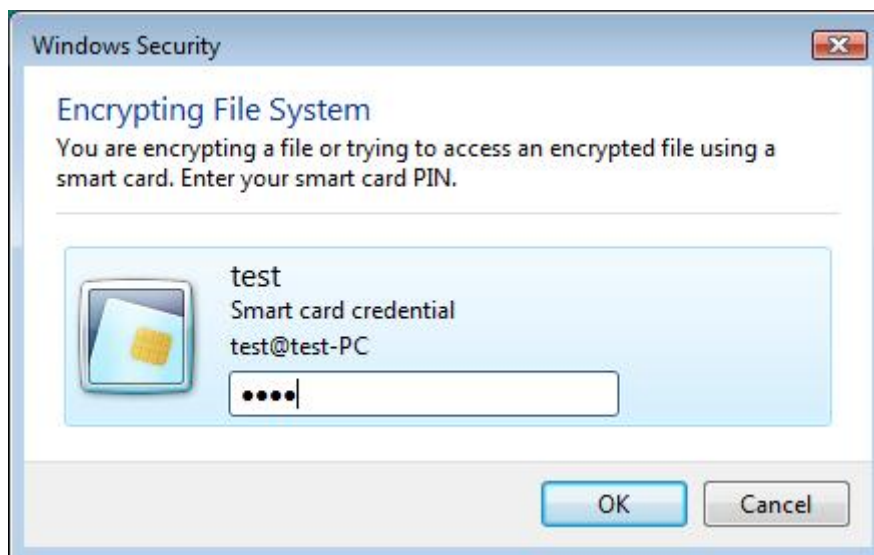 Windows Security
Encrypting File System
You are encrypting a file or trying to access an encrypted file using a
smart card. Enter your smart card PIN.
test
Smart card credential
test@test-PC
●●●●
OK
Cancel